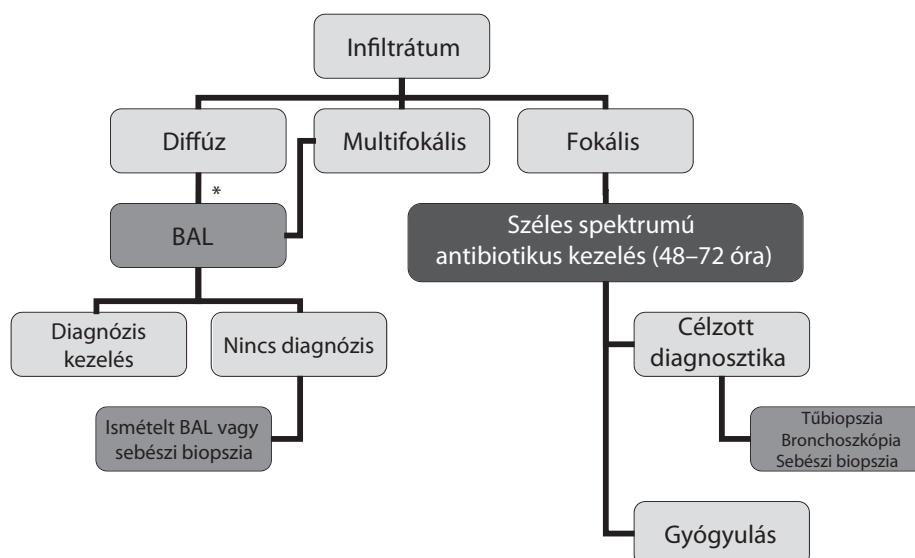 Infiltrátum
Diffúz
Multifokális
Fokális
*
BAL
Széles spektrumú
antibiotikus kezelés (48–72 óra)
Diagnózis
kezelés
Nincs diagnózis
Célzott
diagnosztika
Ismételt BAL vagy
sebészi biopszia
Tűbiopszia
Bronchoszkópia
Sebészi biopszia
Gyógyulás